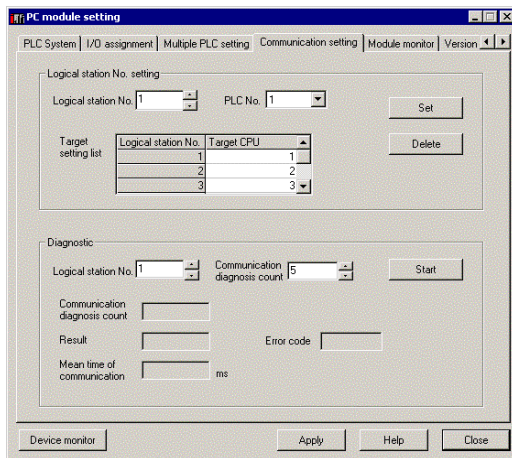 PC module setting
PLC System I/O assignment Multiple PLC setting Communication setting Module monitor Version
Logical station No. setting
Logical station No. 1 PLC No. 1 Set
Target setting list Delete
Logical station No. Target CPU
1 1
2 2
3 3
Diagnostic
Logical station No. 1 Communication diagnosis count 5 Start
Communication
diagnosis count
Result Error code
Mean time of
communication ms
Device monitor Apply Help Close